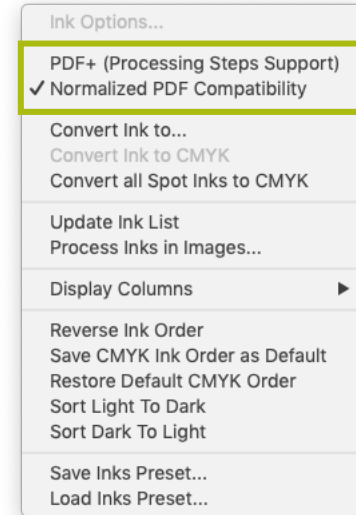 Ink Options...
PDF+ (Processing Steps Support)
✓ Normalized PDF Compatibility
Convert Ink to...
Convert Ink to CMYK
Convert all Spot Inks to CMYK
Update Ink List
Process Inks in Images...
Display Columns
Reverse Ink Order
Save CMYK Ink Order as Default
Restore Default CMYK Order
Sort Light To Dark
Sort Dark To Light
Save Inks Preset...
Load Inks Preset...